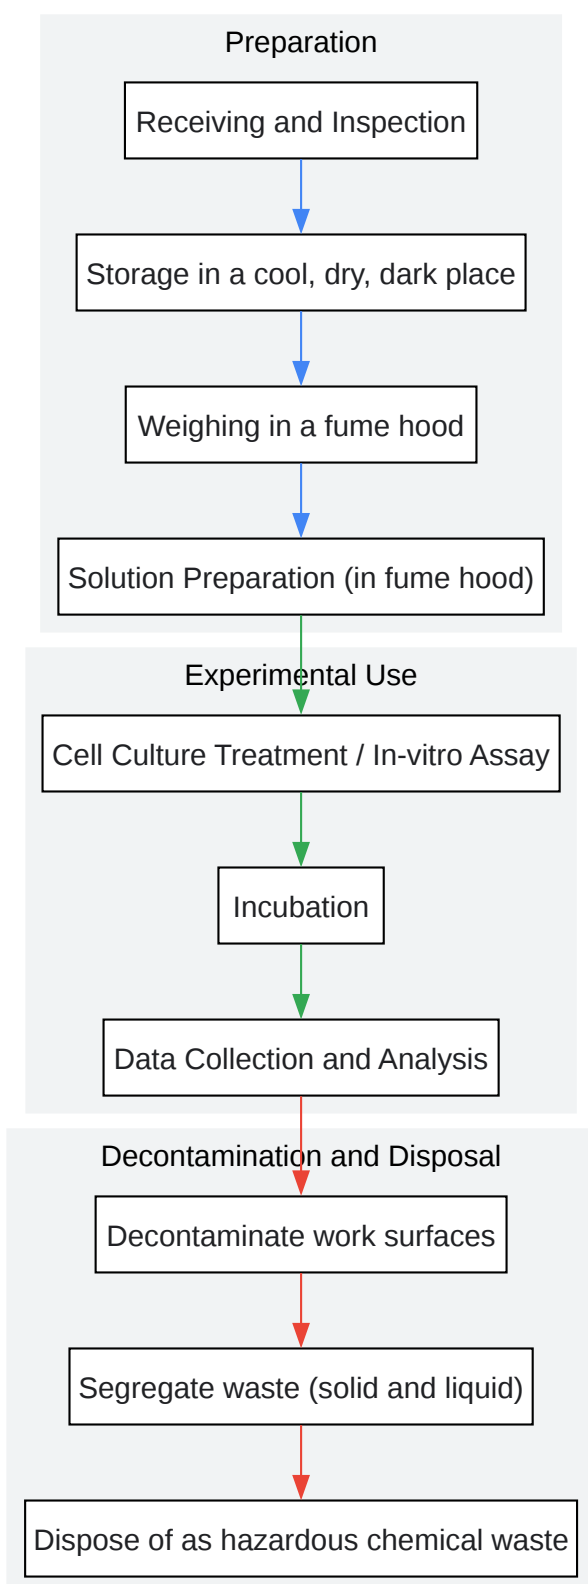 Preparation
Receiving and Inspection
Storage in a cool, dry, dark place
Weighing in a fume hood
Solution Preparation (in fume hood)
Experimental Use
Cell Culture Treatment / In-vitro Assay
Incubation
Data Collection and Analysis
Decontamination and Disposal
Decontaminate work surfaces
Segregate waste (solid and liquid)
Dispose of as hazardous chemical waste